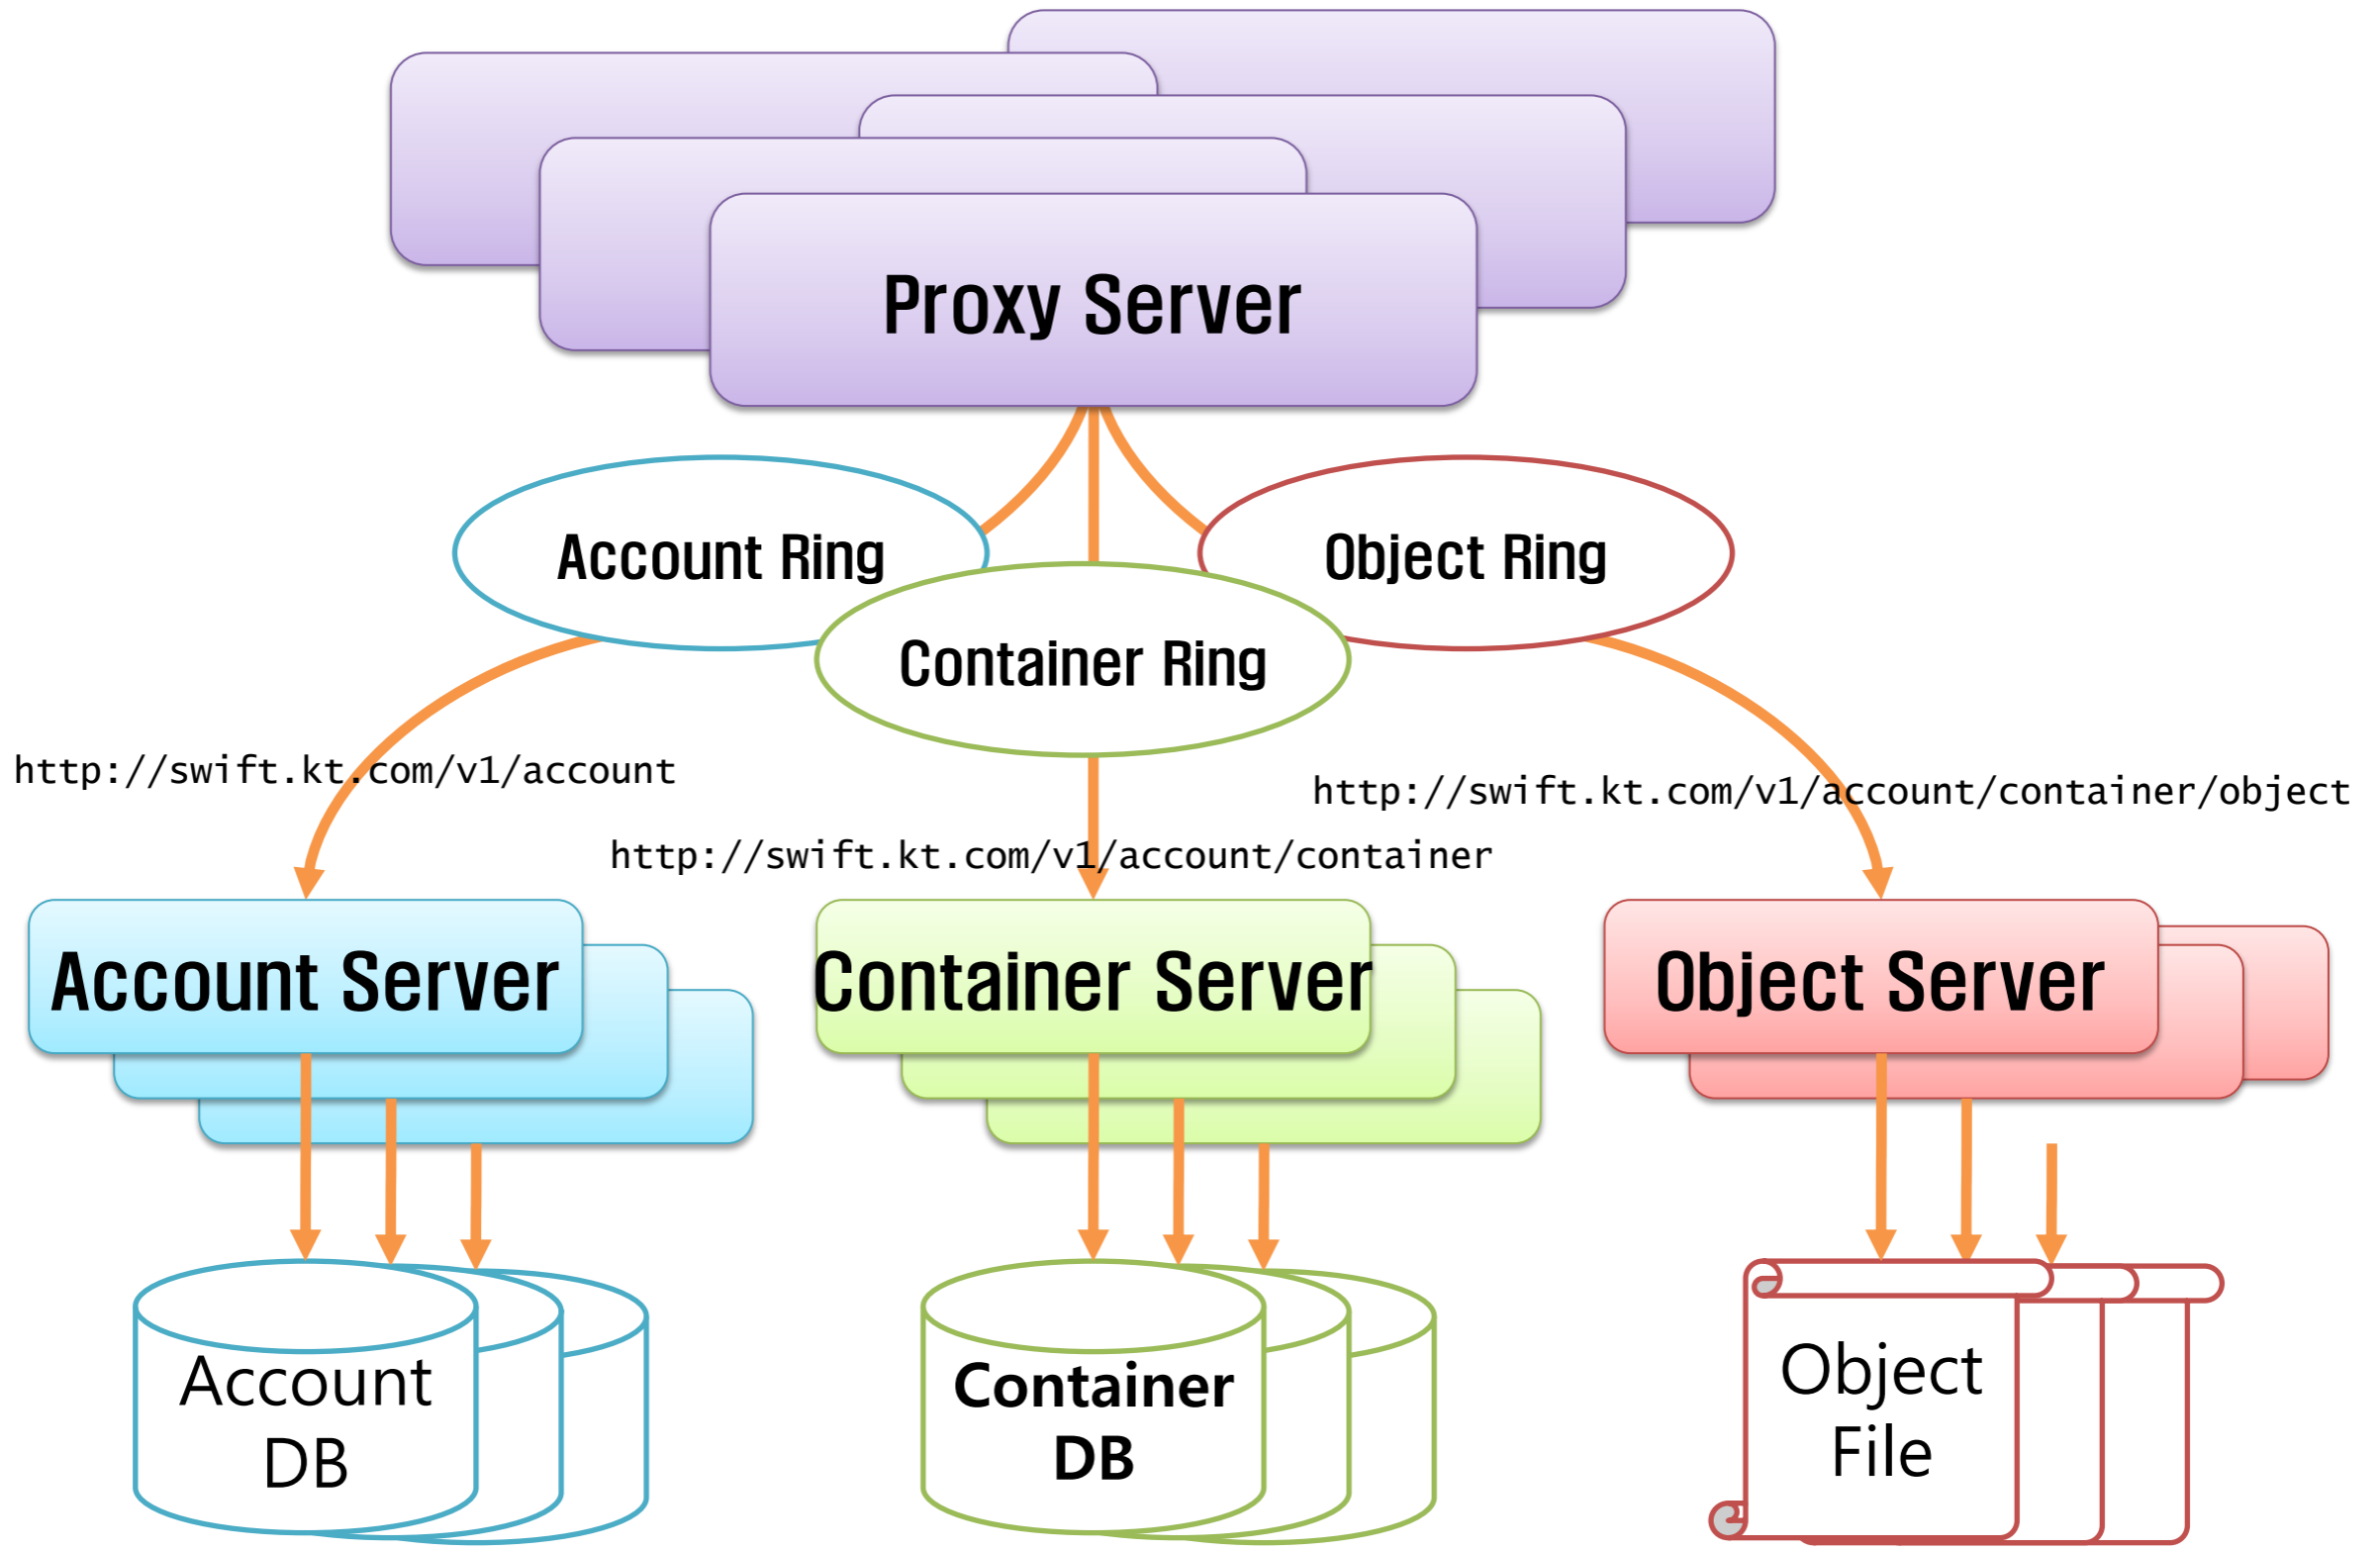 Proxy Server
Account Ring
Object Ring
Container Ring
http://swift.kt.com/v1/account
http://swift.kt.com/v1/account/container/object
http://swift.kt.com/v1/account/container
Account Server
Container Server
Object Server
Account
DB
Container
DB
Object
File